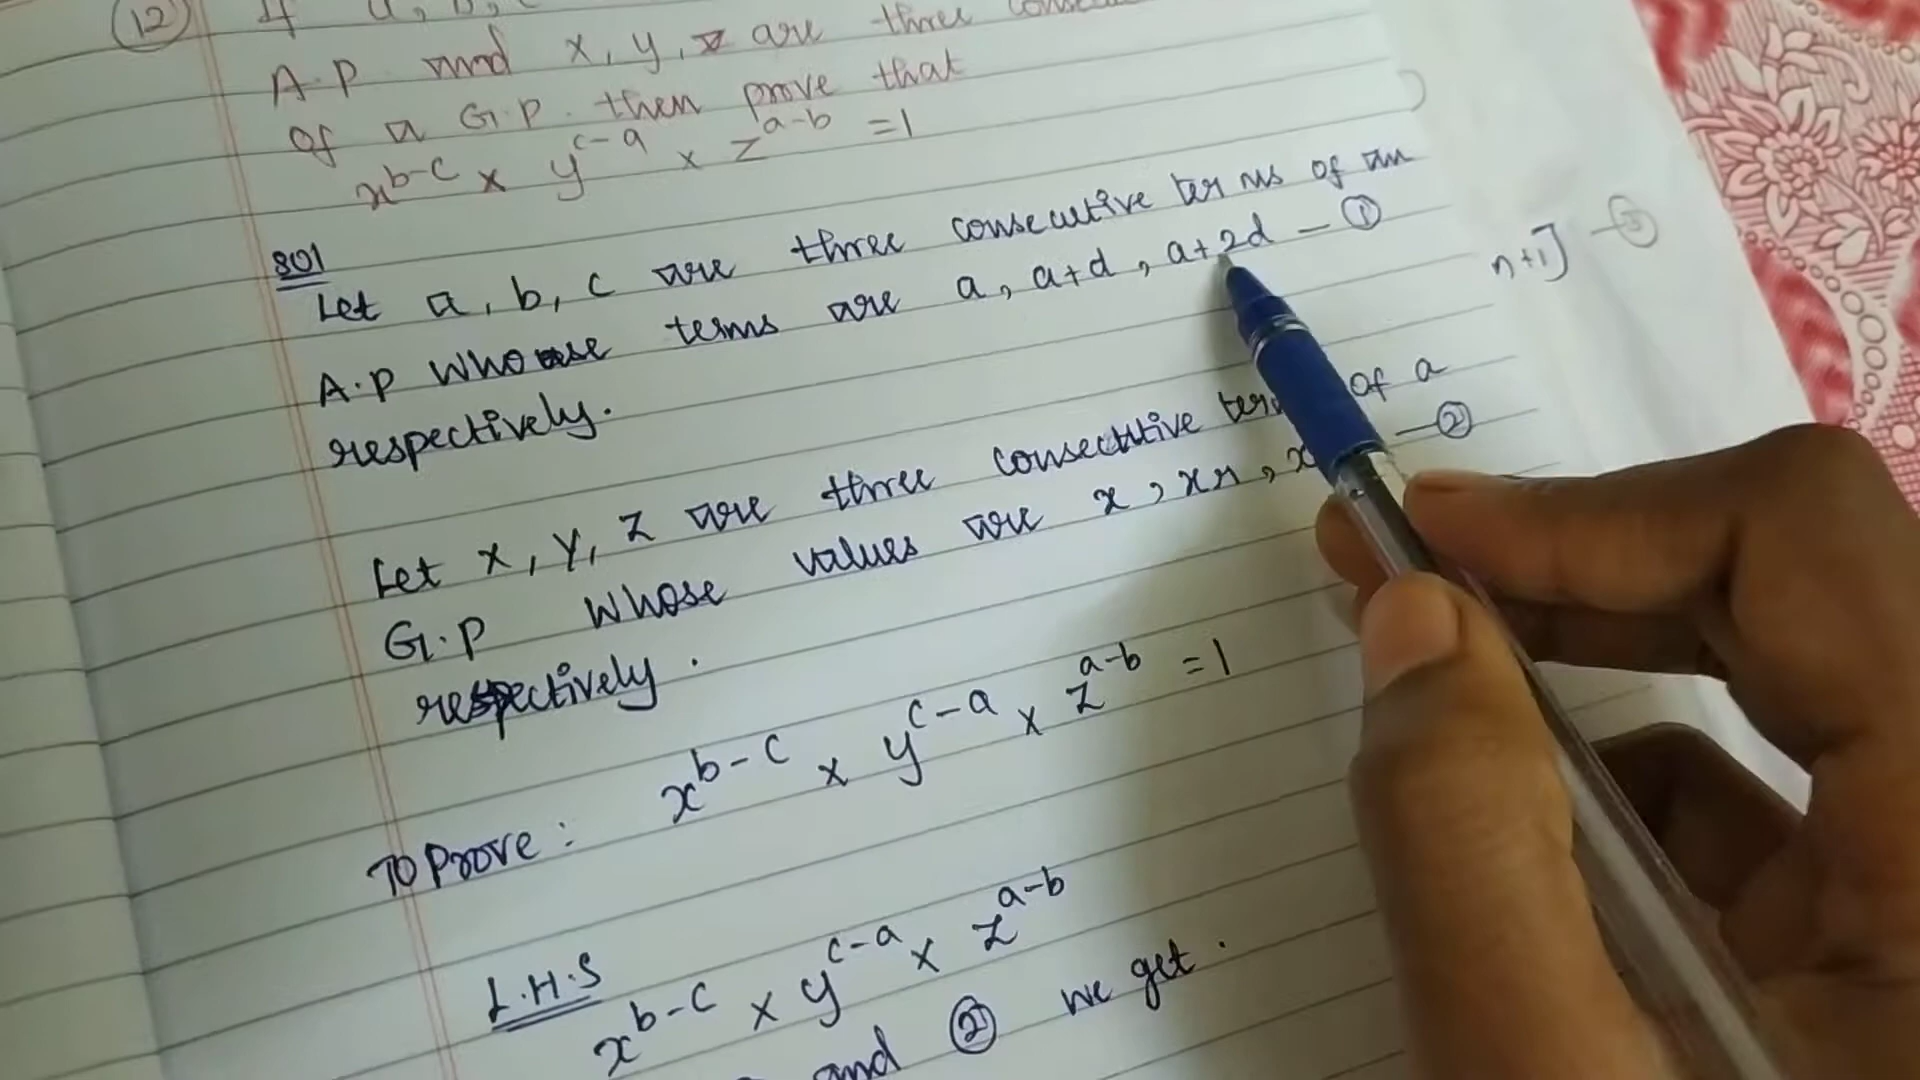 12 If a, b, c
A.P and x, y, z are three
of a G.P. then prove that
x^{b-c} × y^{c-a} × z^{a-b} = 1
Sol
Let a, b, c are three consecutive terms of an
A.P whose terms are a, a+d, a+2d — ①
respectively.
n+1] — ③
Let x, y, z are three consecutive of a
G.P whose values are x, xr, — ②
respectively.
To Prove : x^{b-c} × y^{c-a} × z^{a-b} = 1
L.H.S
x^{b-c} × y^{c-a} × z^{a-b}
and ② we get.